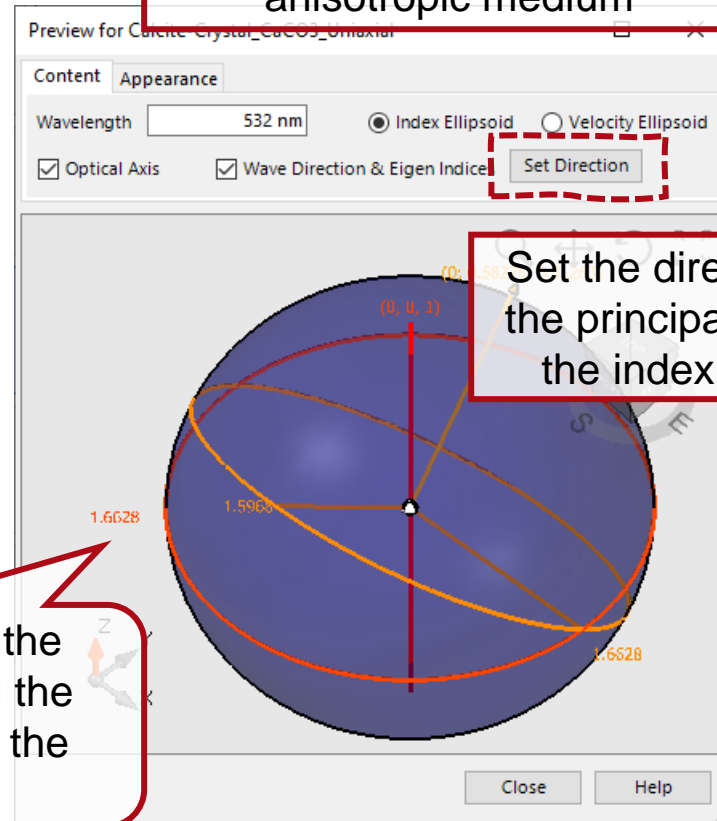 anisotropic medium
Preview for Calcite-Crystal_CaCO3_Uniaxial
Content Appearance
Wavelength 532 nm Index Ellipsoid Velocity Ellipsoid
Optical Axis Wave Direction & Eigen Indices Set Direction
Set the dire
the principa
the index
(0, 0, 1)
S E
1.5968
1.6628
the
the
the
Z
Y
X
1.6628
Close Help